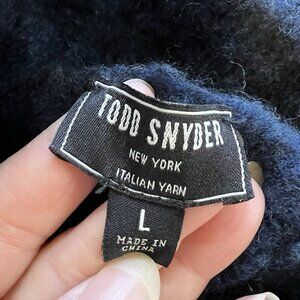 TODD SNYDER
NEW YORK
ITALIAN YARN
L
MADE IN
CHINA